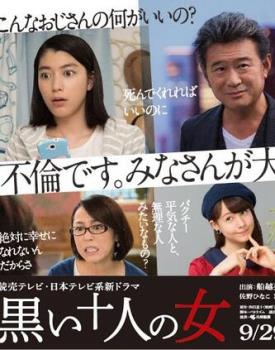 こんなおじさんの何がいいの?
死んでくれれば
いいのに
不倫です。みなさんが大
パクチー
平気な人と、
無理な人
みたいなもの?
絶対に幸せに
なれないん
だからさ
読売テレビ・日本テレビ系新ドラマ
黒い十人の女
出演:船越
佐野ひなこ
9/29